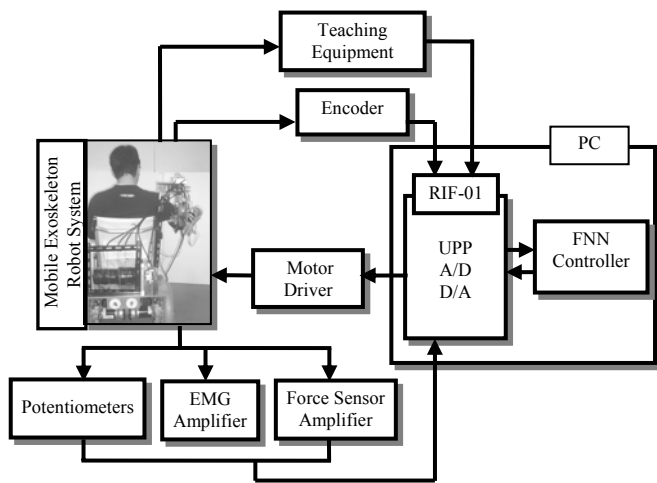 Teaching
Equipment
Encoder
PC
Mobile Exoskeleton
Robot System
RIF-01
UPP
A/D
D/A
FNN
Controller
Motor
Driver
Potentiometers
EMG
Amplifier
Force Sensor
Amplifier